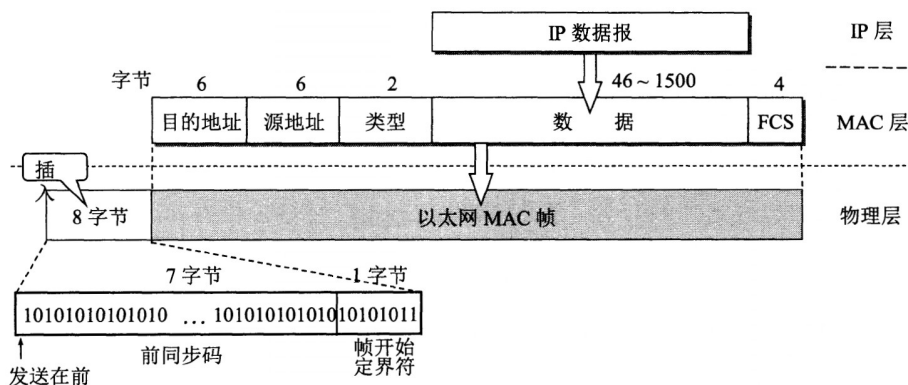 IP 数据报
IP 层
字节
6
6
2
46~1500
4
目的地址
源地址
类型
数 据
FCS
MAC 层
插入
8 字节
以太网 MAC 帧
物理层
7 字节
1 字节
10101010101010 … 101010101010
10101011
前同步码
帧开始
定界符
发送在前